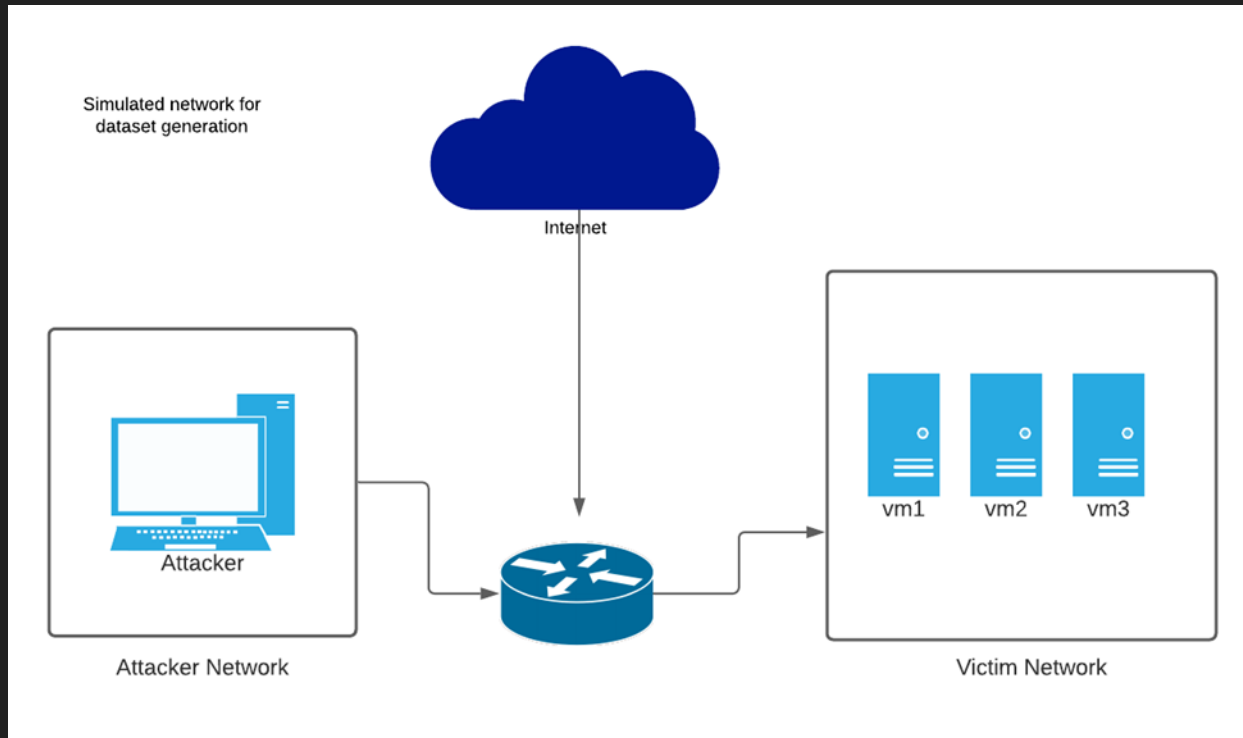 Simulated network for
dataset generation
Internet
Attacker
Attacker Network
vm1
vm2
vm3
Victim Network